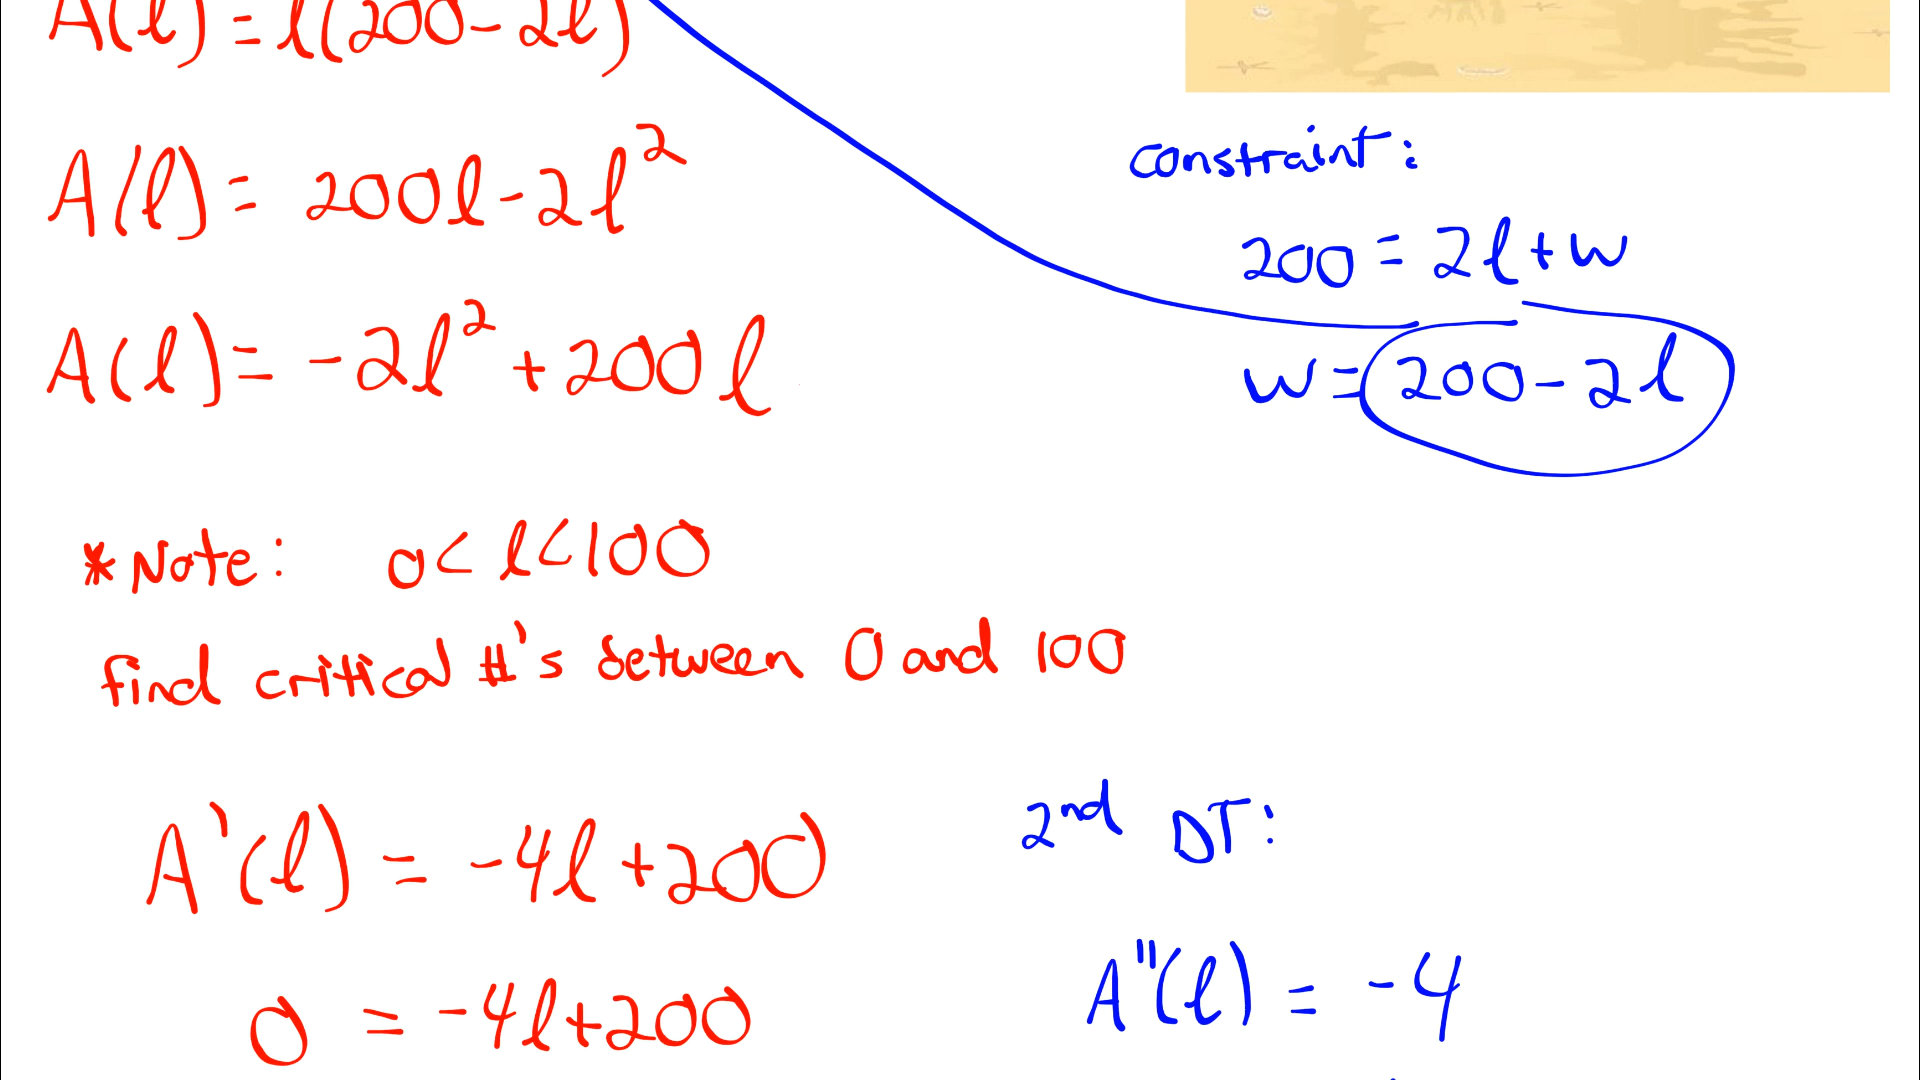 A(l) = l(200-2l)
A(l) = 200l-2l²
A(l) = -2l² + 200l
constraint:
200 = 2l+w
w = 200-2l
*Note: 0<l<100
find critical #'s between 0 and 100
A'(l) = -4l+200
0 = -4l+200
2nd DT:
A''(l) = -4